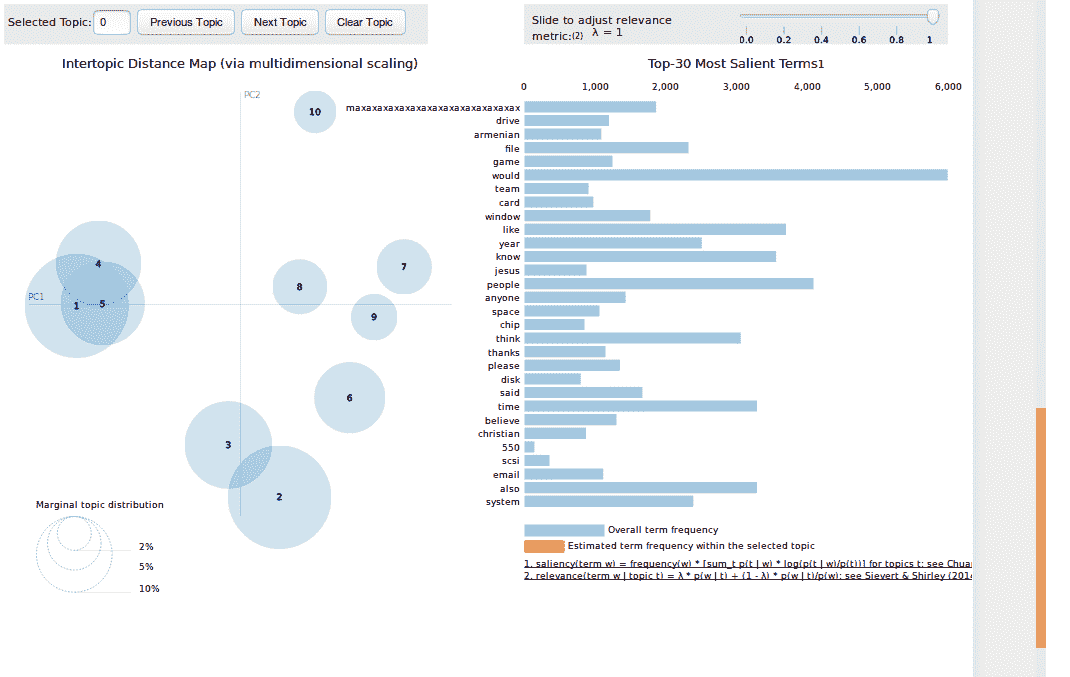 Selected Topic: 0 Previous Topic Next Topic Clear Topic
Slide to adjust relevance metric:(2) λ = 1
0.0 0.2 0.4 0.6 0.8 1
Intertopic Distance Map (via multidimensional scaling)
PC2
PC1
10
4
7
8
1
5
9
6
3
2
Marginal topic distribution
2%
5%
10%
Top-30 Most Salient Terms1
0 1,000 2,000 3,000 4,000 5,000 6,000
drive
armenian
file
game
would
team
card
window
like
year
know
jesus
people
anyone
space
chip
think
thanks
please
disk
said
time
believe
christian
550
scsi
email
also
system
Overall term frequency
Estimated term frequency within the selected topic
1. saliency(term w) = frequency(w) * [sum_t p(t | w) * log(p(t | w)/p(t))] for topics t; see Chua
2. relevance(term w | topic t) = λ * p(w | t) + (1 - λ) * p(w | t)/p(w); see Sievert & Shirley (201